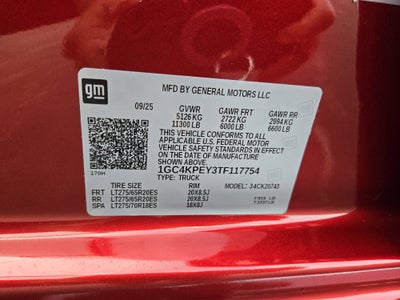 gm
MFD BY GENERAL MOTORS LLC
09/25 GVWR GAWR FRT GAWR RR
5126 KG 2722 KG 2994 KG
11300 LB 6000 LB 6600 LB
THIS VEHICLE CONFORMS TO ALL
APPLICABLE U.S. FEDERAL MOTOR
VEHICLE SAFETY STANDARDS IN
EFFECT ON THE DATE OF MANUFACTURE
SHOWN ABOVE.
170H
1GC4KPEY3TF117754
TYPE: TRUCK MODEL:
TIRE SIZE RIM
FRT LT275/65R20ES 20X8.5J
RR LT275/65R20ES 20X8.5J
SPA LT275/70R18ES 18X8J